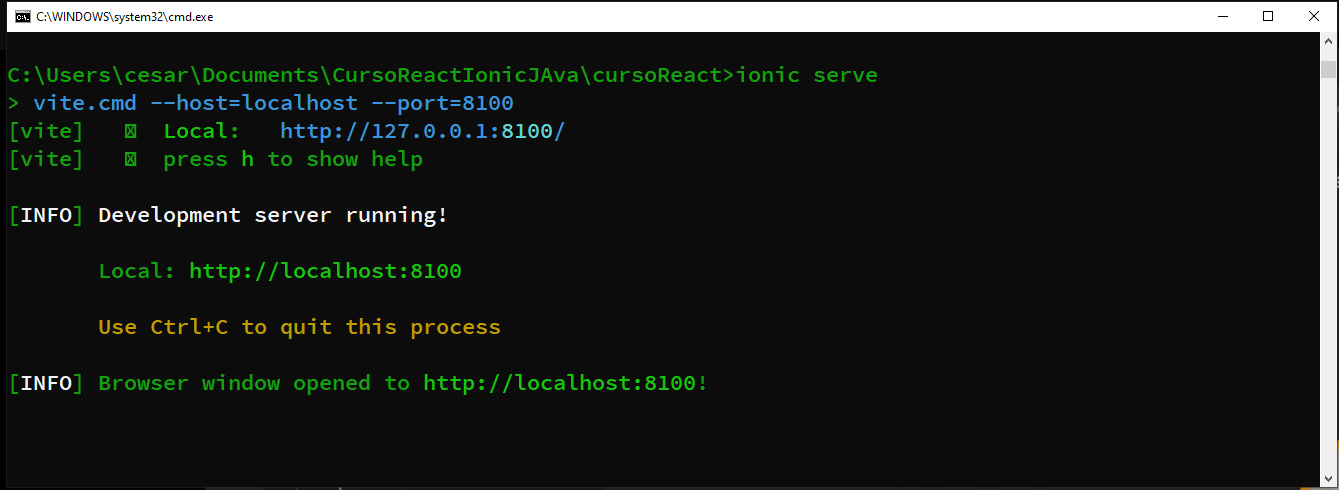 C:\WINDOWS\system32\cmd.exe
C:\Users\cesar\Documents\CursoReactIonicJAva\cursoReact>ionic serve
> vite.cmd --host=localhost --port=8100
[vite] Local: http://127.0.0.1:8100/
[vite] press h to show help
[INFO] Development server running!
Local: http://localhost:8100
Use Ctrl+C to quit this process
[INFO] Browser window opened to http://localhost:8100!